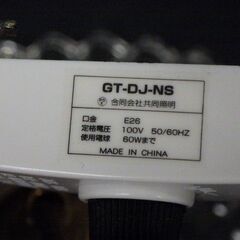 GT-DJ-NS
合同会社共同照明
口金 E26
定格電圧 100V 50/60HZ
使用電球 60Wまで
MADE IN CHINA